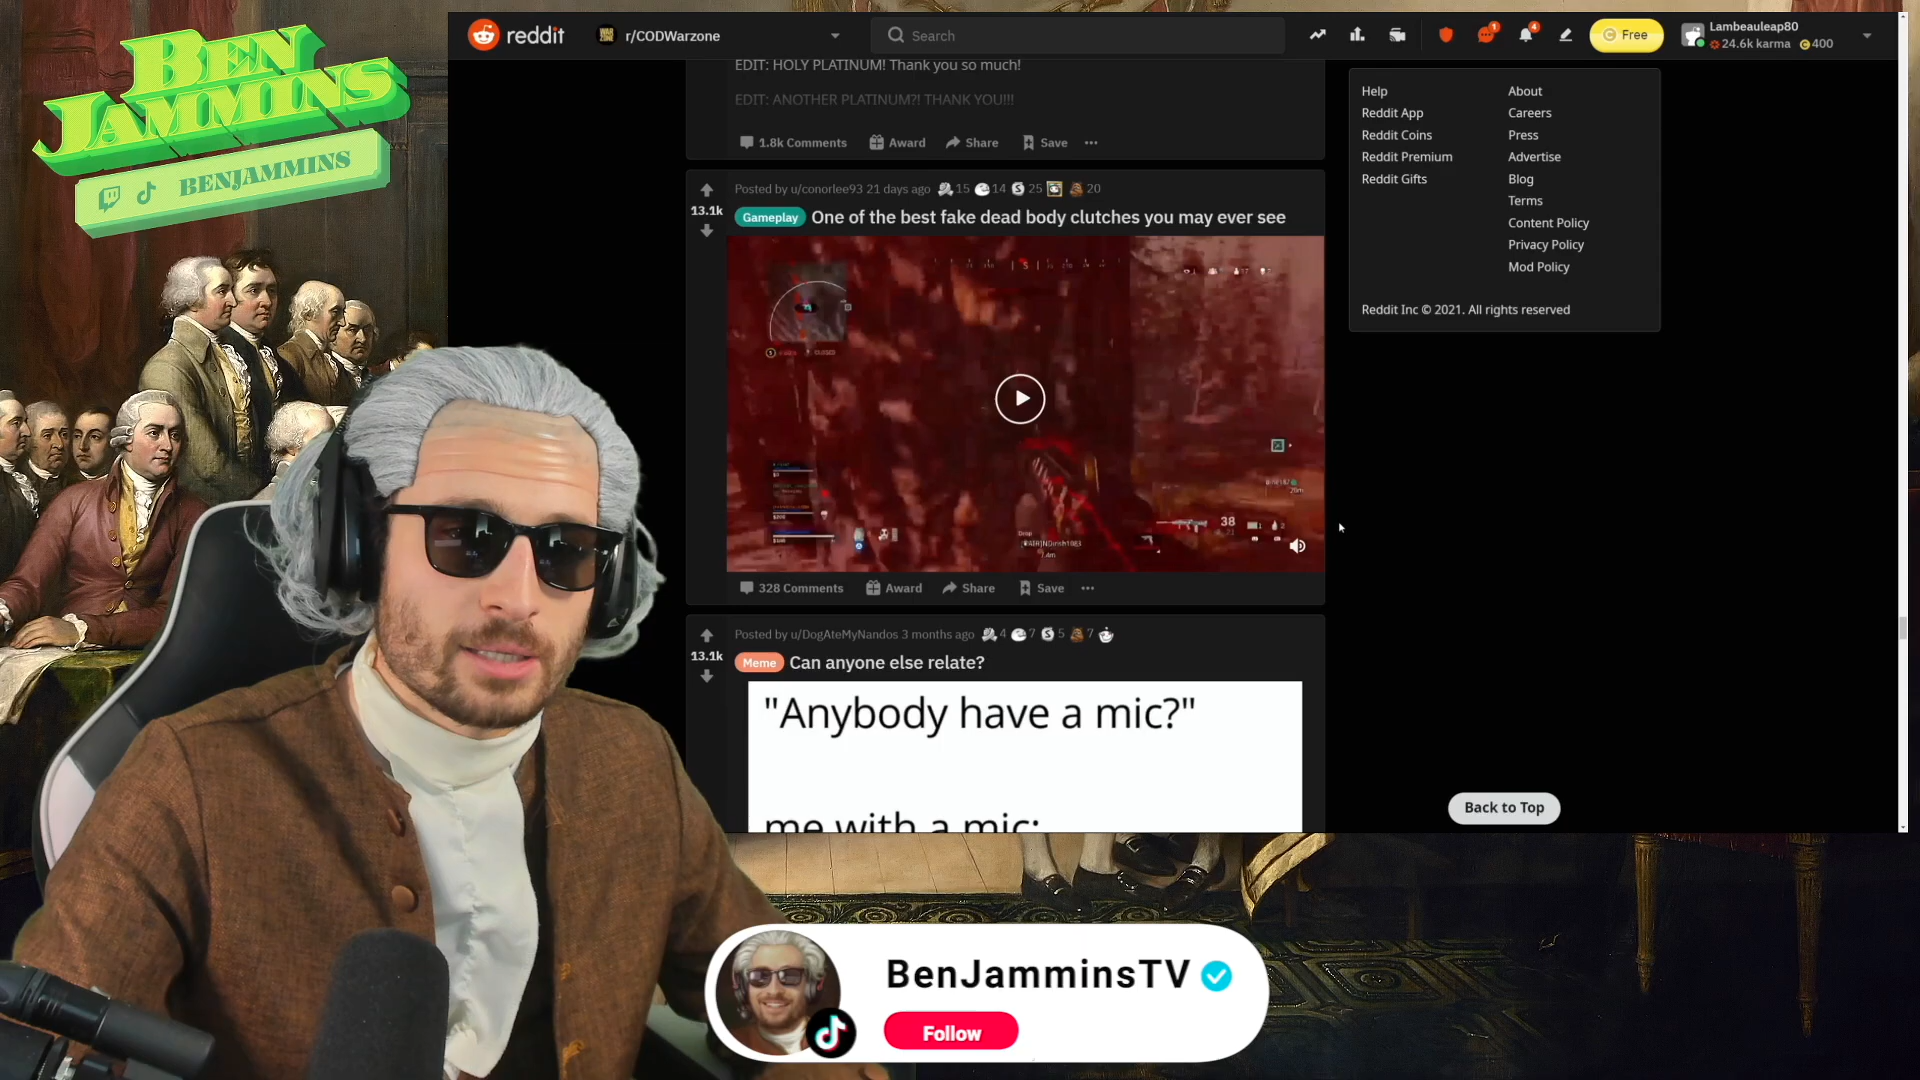 BEN
JAMMINS
BENJAMMINS
reddit
r/CODWarzone
Search
1
4
Free
Lambeauleap80
24.6k karma
400
EDIT: HOLY PLATINUM! Thank you so much!
EDIT: ANOTHER PLATINUM?! THANK YOU!!!
1.8k Comments Award Share Save
13.1k
Posted by u/conorlee93 21 days ago 15 14 S 25 20
Gameplay One of the best fake dead body clutches you may ever see
38
328 Comments Award Share Save
13.1k
Posted by u/DogAteMyNandos 3 months ago 4 7 S 5 7
Meme Can anyone else relate?
"Anybody have a mic?"
me with a mic:
Help About
Reddit App Careers
Reddit Coins Press
Reddit Premium Advertise
Reddit Gifts Blog
Terms
Content Policy
Privacy Policy
Mod Policy
Reddit Inc © 2021. All rights reserved
Back to Top
BenJamminsTV
Follow